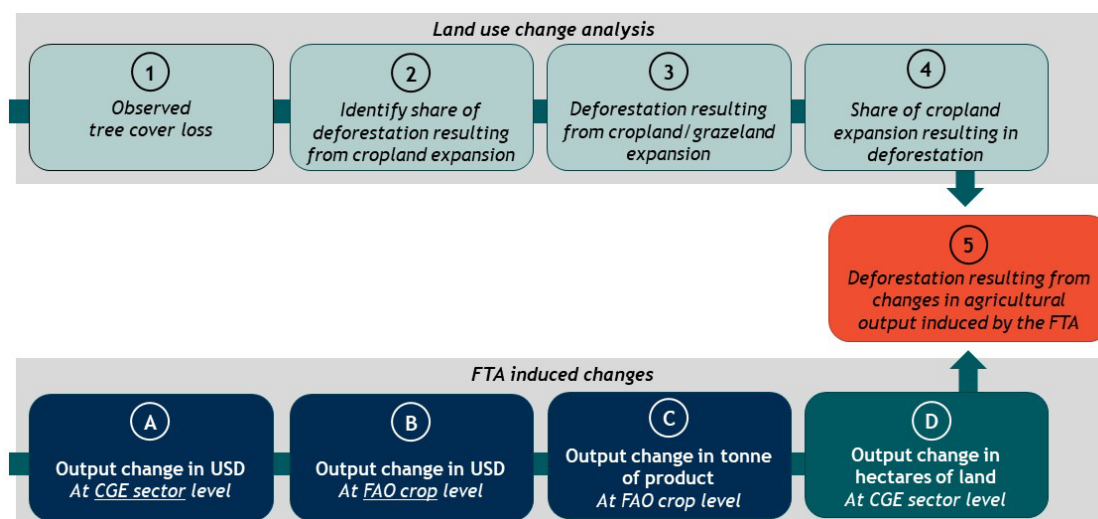 Land use change analysis
1
Observed
tree cover loss
2
Identify share of
deforestation resulting
from cropland expansion
3
Deforestation resulting
from cropland/grazeland
expansion
4
Share of cropland
expansion resulting in
deforestation
5
Deforestation resulting from
changes in agricultural
output induced by the FTA
FTA induced changes
A
Output change in USD
At CGE sector level
B
Output change in USD
At FAO crop level
C
Output change in tonne
of product
At FAO crop level
D
Output change in
hectares of land
At CGE sector level